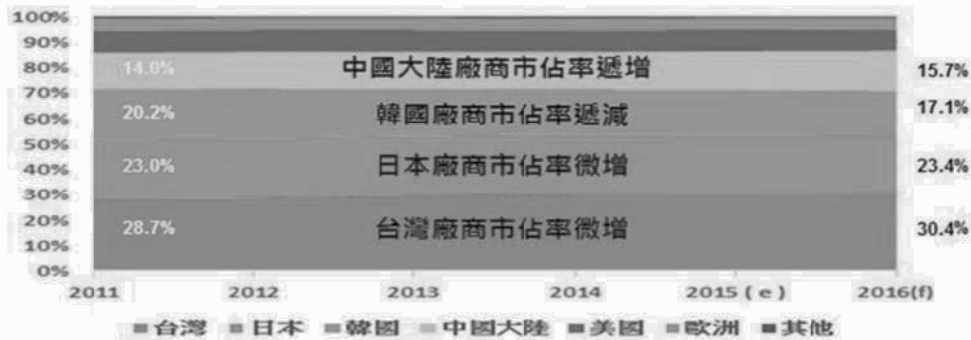 100%
90%
80%
70%
60%
50%
40%
30%
20%
10%
0%
14.0% 中國大陸廠商市佔率遞增 15.7%
20.2% 韓國廠商市佔率遞減 17.1%
23.0% 日本廠商市佔率微增 23.4%
28.7% 台灣廠商市佔率微增 30.4%
2011 2012 2013 2014 2015 ( e ) 2016(f)
台灣 日本 韓國 中國大陸 美國 歐洲 其他